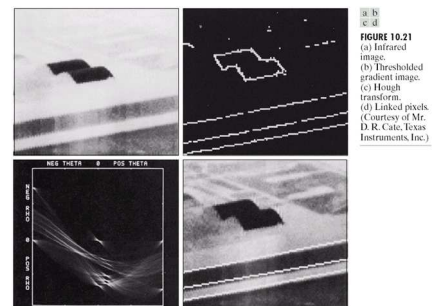 a b
c d
FIGURE 10.21
(a) Infrared
image.
(b) Thresholded
gradient image.
(c) Hough
transform.
(d) Linked pixels.
(Courtesy of Mr.
D. R. Cate, Texas
Instruments, Inc.)
NEG THETA 0 POS THETA
NEG RHO
0
POS RHO